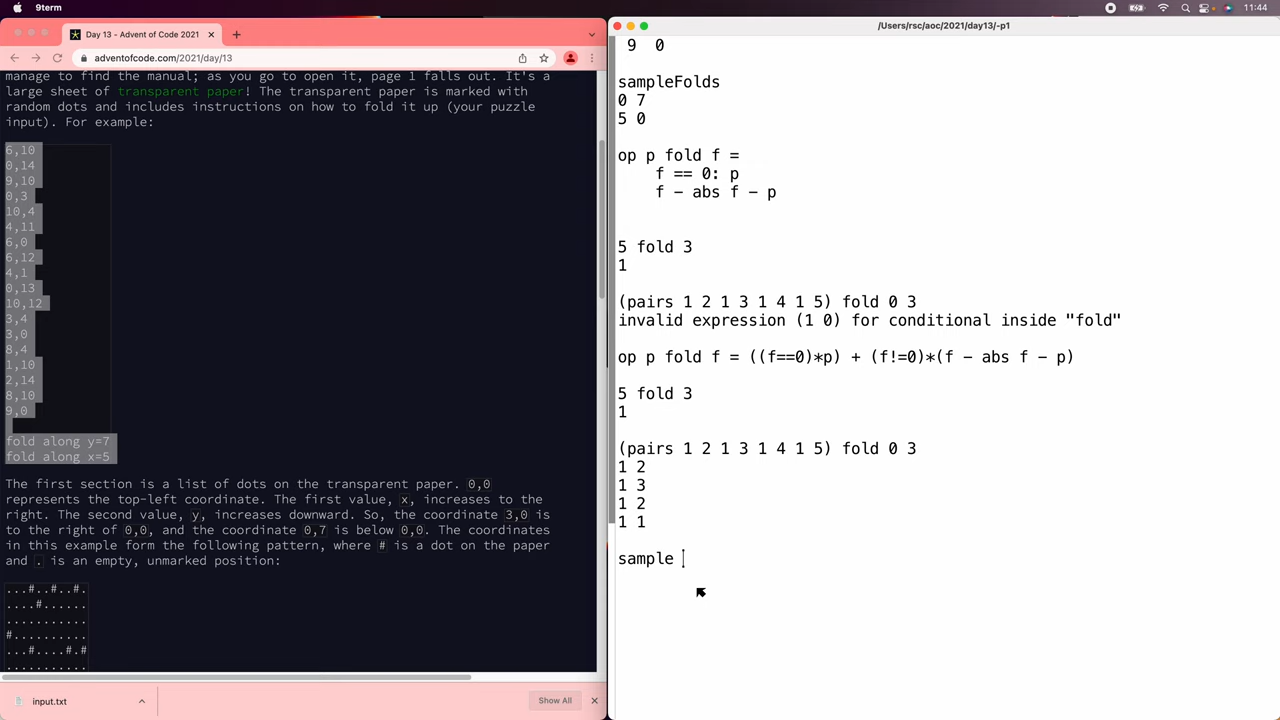 9term
11:44
Day 13 - Advent of Code 2021
adventofcode.com/2021/day/13
manage to find the manual; as you go to open it, page 1 falls out. It's a
large sheet of transparent paper! The transparent paper is marked with
random dots and includes instructions on how to fold it up (your puzzle
input). For example:
6,10
0,14
9,10
0,3
10,4
4,11
6,0
6,12
4,1
0,13
10,12
3,4
3,0
8,4
1,10
2,14
8,10
9,0
fold along y=7
fold along x=5
The first section is a list of dots on the transparent paper. 0,0
represents the top-left coordinate. The first value, x, increases to the
right. The second value, y, increases downward. So, the coordinate 3,0 is
to the right of 0,0, and the coordinate 0,7 is below 0,0. The coordinates
in this example form the following pattern, where # is a dot on the paper
and . is an empty, unmarked position:
...#..#..#.
....#......
...........
#..........
...#....#.#
...........
input.txt
Show All
/Users/rsc/aoc/2021/day13/-p1
9 0
sampleFolds
0 7
5 0
op p fold f =
f == 0: p
f - abs f - p
5 fold 3
1
(pairs 1 2 1 3 1 4 1 5) fold 0 3
invalid expression (1 0) for conditional inside "fold"
op p fold f = ((f==0)*p) + (f!=0)*(f - abs f - p)
5 fold 3
1
(pairs 1 2 1 3 1 4 1 5) fold 0 3
1 2
1 3
1 2
1 1
sample